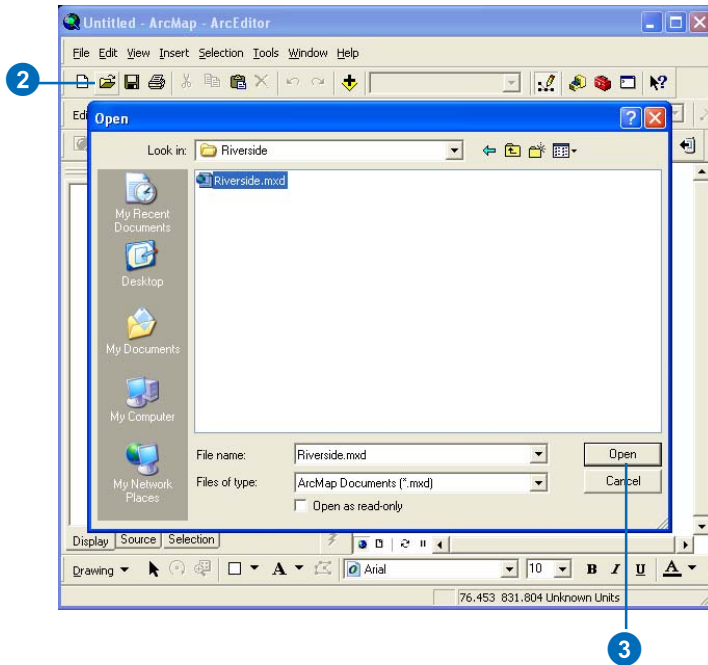 Untitled - ArcMap - ArcEditor
File Edit View Insert Selection Tools Window Help
2
Edi
Open
Look in: Riverside
Riverside.mxd
My Recent
Documents
Desktop
My Documents
My Computer
My Network
Places
File name: Riverside.mxd
Open
Files of type: ArcMap Documents (*.mxd)
Cancel
Open as read-only
Display Source Selection
Drawing A Arial 10 B I U A
76.453 831.804 Unknown Units
3